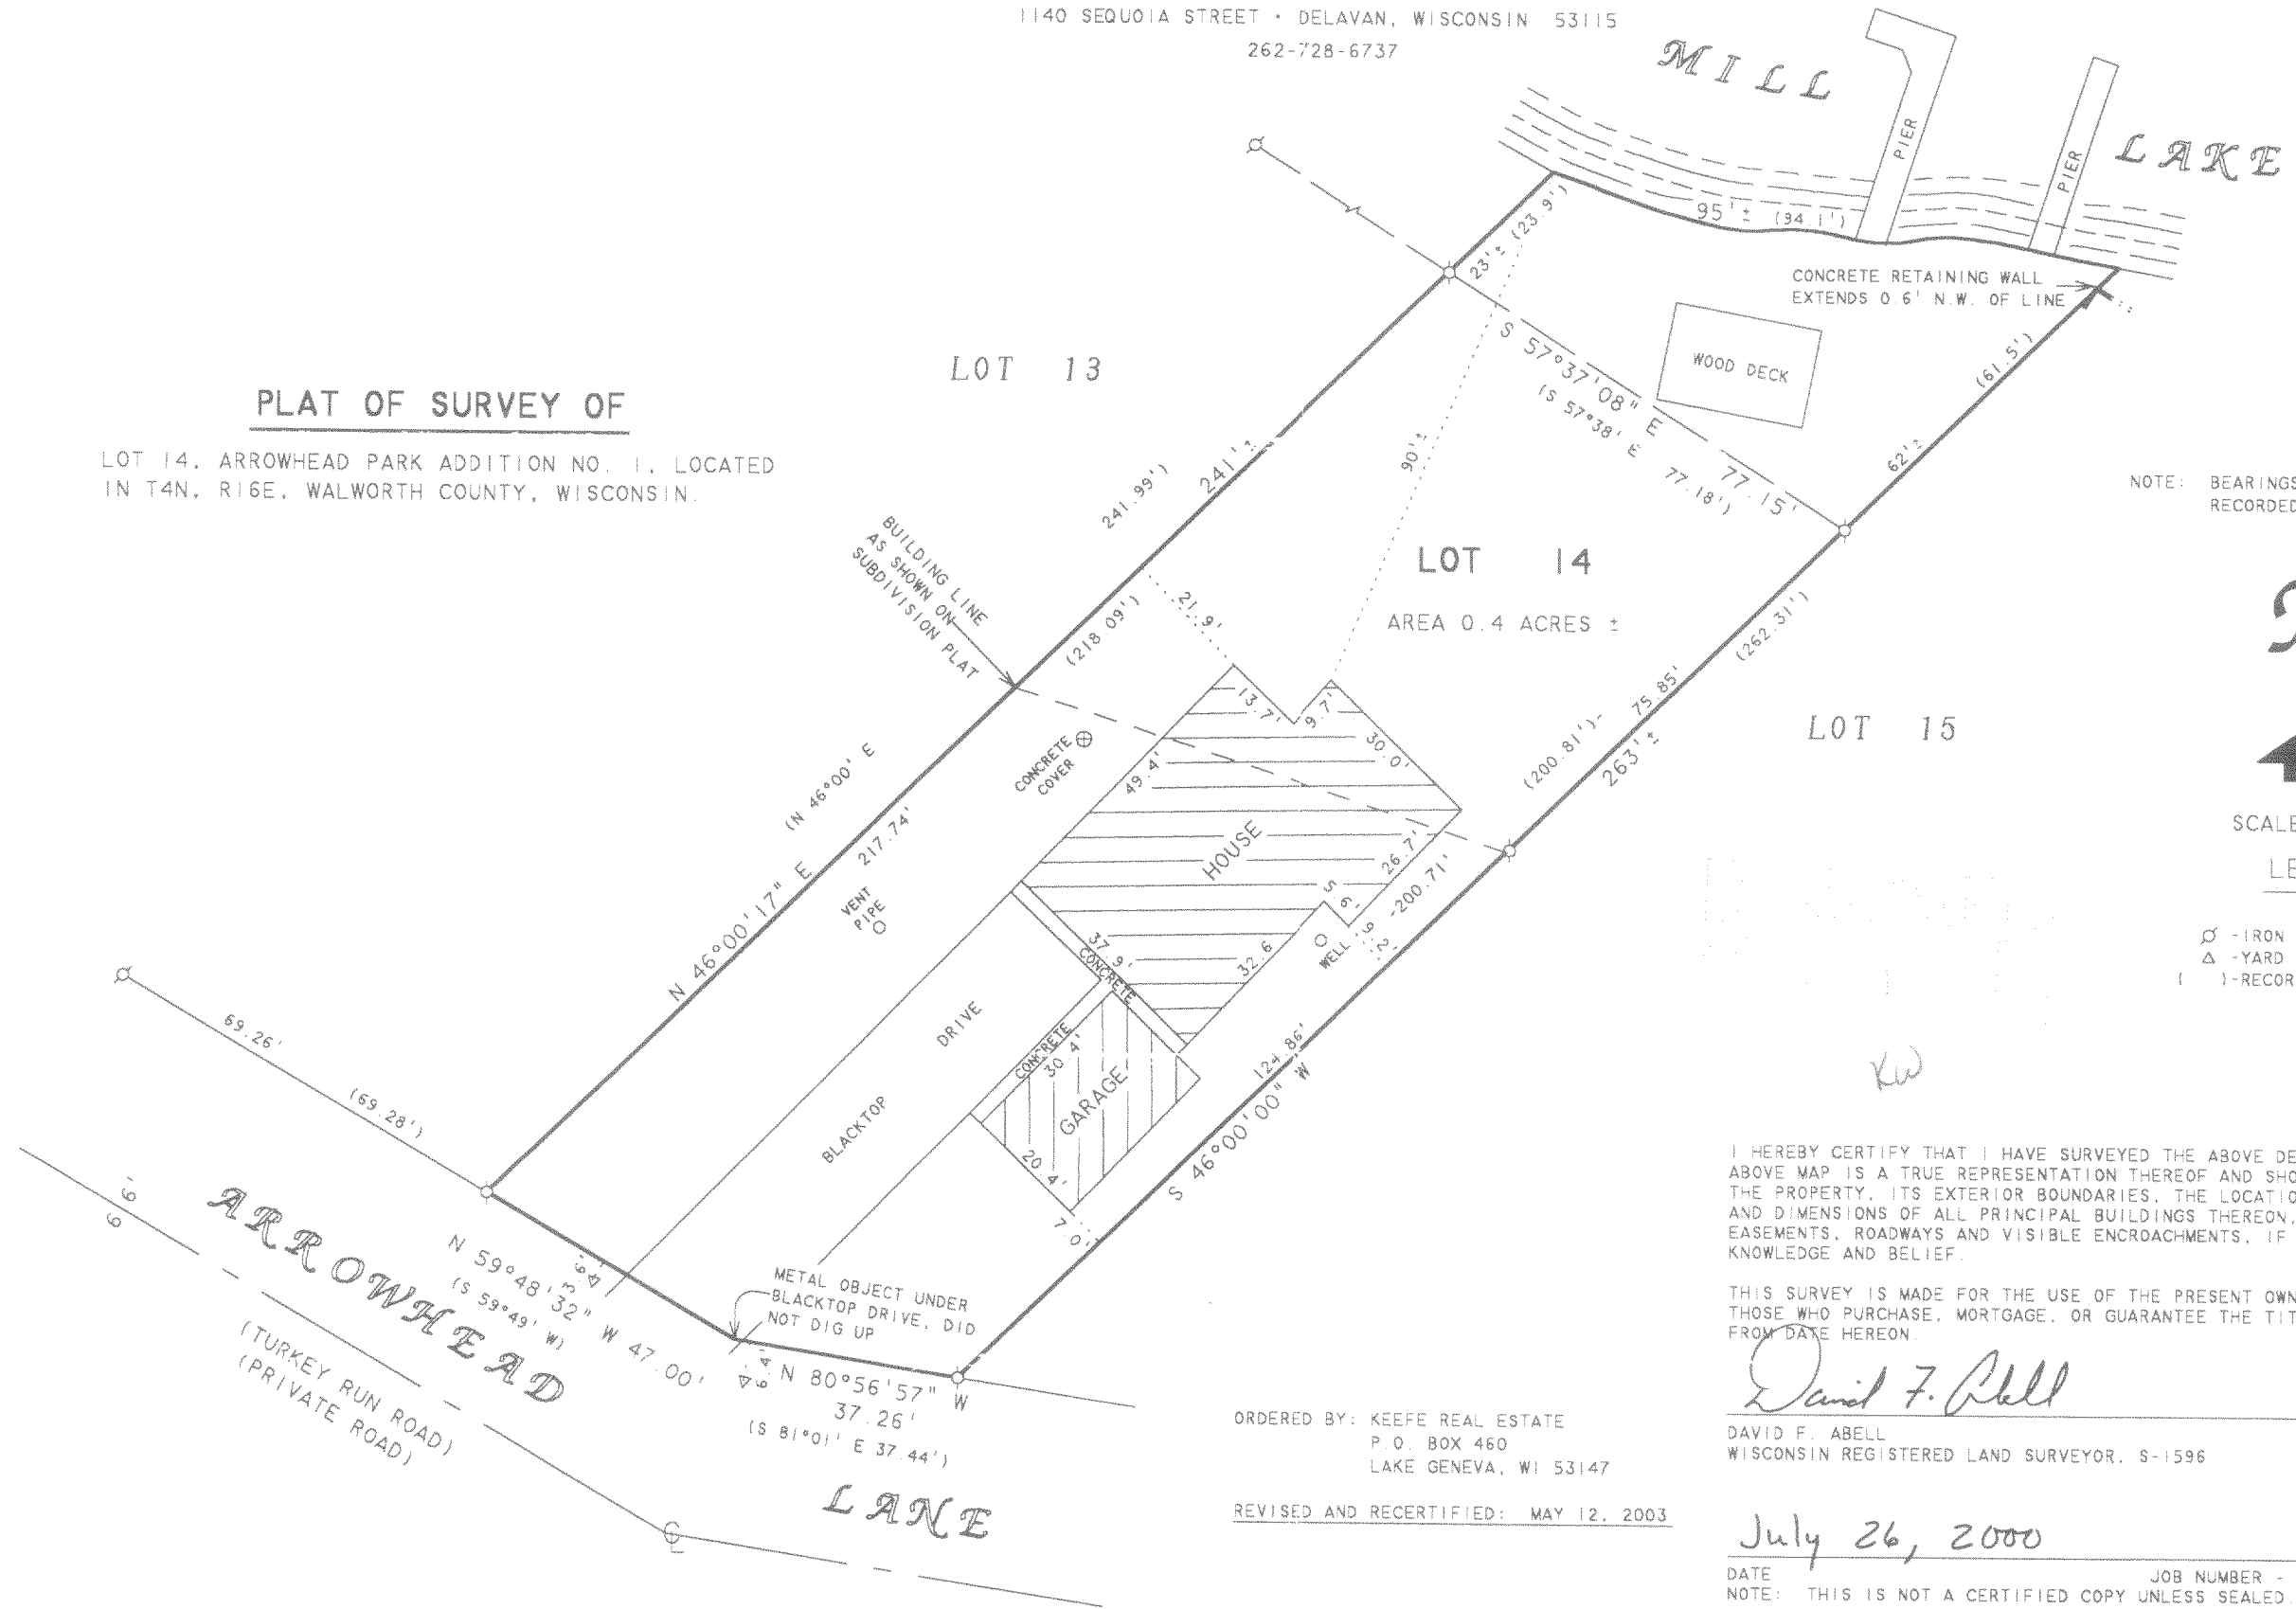 1140 SEQUOIA STREET • DELAVAN, WISCONSIN 53115
262-728-6737
MILL
LAKE
PIER
PIER
95'± (94.1')
23'± (23.9')
CONCRETE RETAINING WALL
EXTENDS 0.6' N.W. OF LINE
WOOD DECK
(61.5')
62'±
S 57°37'08" E 77.15'
(S 57°38' E 77.18')
LOT 13
PLAT OF SURVEY OF
LOT 14, ARROWHEAD PARK ADDITION NO. 1, LOCATED
IN T4N, R16E, WALWORTH COUNTY, WISCONSIN.
NOTE: BEARINGS
RECORDED
241.99')
241'±
90'±
BUILDING LINE
AS SHOWN ON
SUBDIVISION PLAT
LOT 14
AREA 0.4 ACRES ±
21.9'
(218.09')
(262.31')
75.85'
(200.81')-
263'±
LOT 15
13.7'
9.7'
30.0'
49.4'
CONCRETE
COVER
HOUSE
26.7'
5.6'
-200.71'
9.2'
WELL
32.6
37.9'
CONCRETE
(N 46°00' E
217.74'
N 46°00'17" E
VENT
PIPE
SCALE
LE
-IRON
-YARD
( )-RECOR
KW
DRIVE
BLACKTOP
CONCRETE
30.4'
GARAGE
20.4'
7.0'
124.86'
S 46°00'00" W
69.26'
(69.28')
66'
ARROWHEAD
LANE
(TURKEY RUN ROAD)
(PRIVATE ROAD)
N 59°48'32" W 47.00'
(S 59°49' W)
3.6'
METAL OBJECT UNDER
BLACKTOP DRIVE, DID
NOT DIG UP
6.4'
N 80°56'57" W
37.26'
(S 81°01' E 37.44')
CL
I HEREBY CERTIFY THAT I HAVE SURVEYED THE ABOVE DE
ABOVE MAP IS A TRUE REPRESENTATION THEREOF AND SHO
THE PROPERTY, ITS EXTERIOR BOUNDARIES, THE LOCATIO
AND DIMENSIONS OF ALL PRINCIPAL BUILDINGS THEREON,
EASEMENTS, ROADWAYS AND VISIBLE ENCROACHMENTS, IF
KNOWLEDGE AND BELIEF.
THIS SURVEY IS MADE FOR THE USE OF THE PRESENT OWN
THOSE WHO PURCHASE, MORTGAGE, OR GUARANTEE THE TIT
FROM DATE HEREON.
David F. Abell
DAVID F. ABELL
WISCONSIN REGISTERED LAND SURVEYOR, S-1596
ORDERED BY: KEEFE REAL ESTATE
P.O. BOX 460
LAKE GENEVA, WI 53147
REVISED AND RECERTIFIED: MAY 12, 2003
July 26, 2000
DATE JOB NUMBER -
NOTE: THIS IS NOT A CERTIFIED COPY UNLESS SEALED